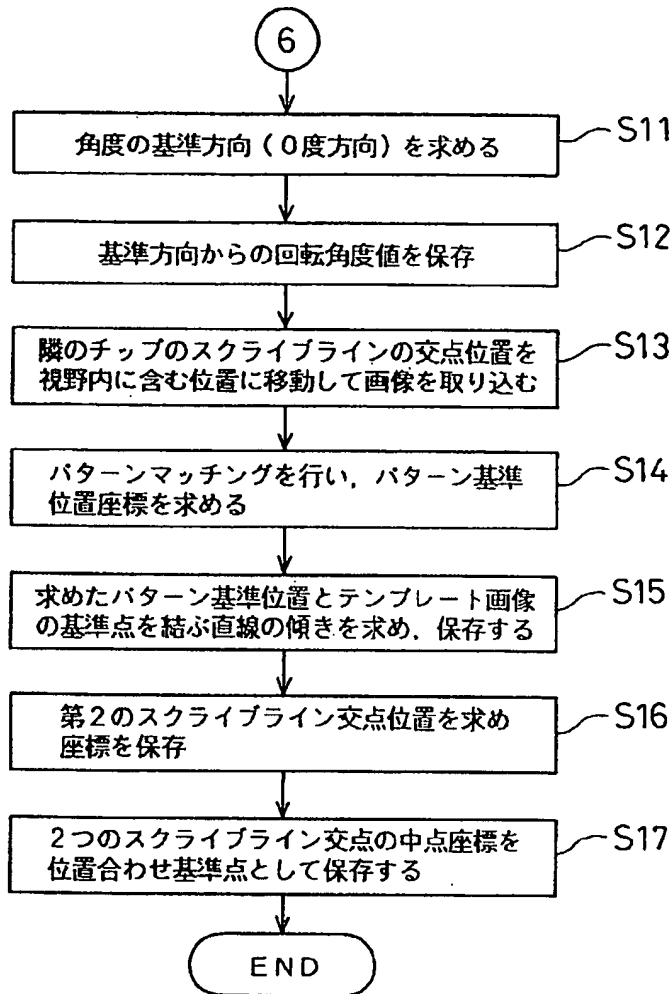 6
角度の基準方向(0度方向)を求める
S11
基準方向からの回転角度値を保存
S12
隣のチップのスクライブラインの交点位置を
視野内に含む位置に移動して画像を取り込む
S13
パターンマッチングを行い，パターン基準
位置座標を求める
S14
求めたパターン基準位置とテンプレート画像
の基準点を結ぶ直線の傾きを求め，保存する
S15
第2のスクライブライン交点位置を求め
座標を保存
S16
2つのスクライブライン交点の中点座標を
位置合わせ基準点として保存する
S17
END